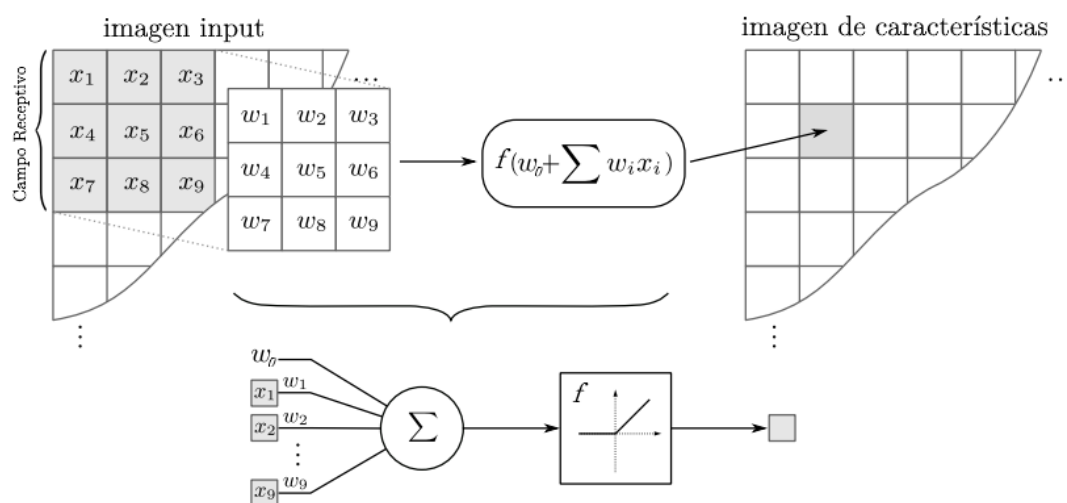 imagen input
imagen de característícas
Campo Receptivo
x₁ x₂ x₃
x₄ x₅ x₆
x₇ x₈ x₉
...
w₁ w₂ w₃
w₄ w₅ w₆
w₇ w₈ w₉
f(w₀+∑ wᵢxᵢ)
...
⋮
⋮
w₀
x₁ w₁
x₂ w₂
⋮
x₉ w₉
∑
f